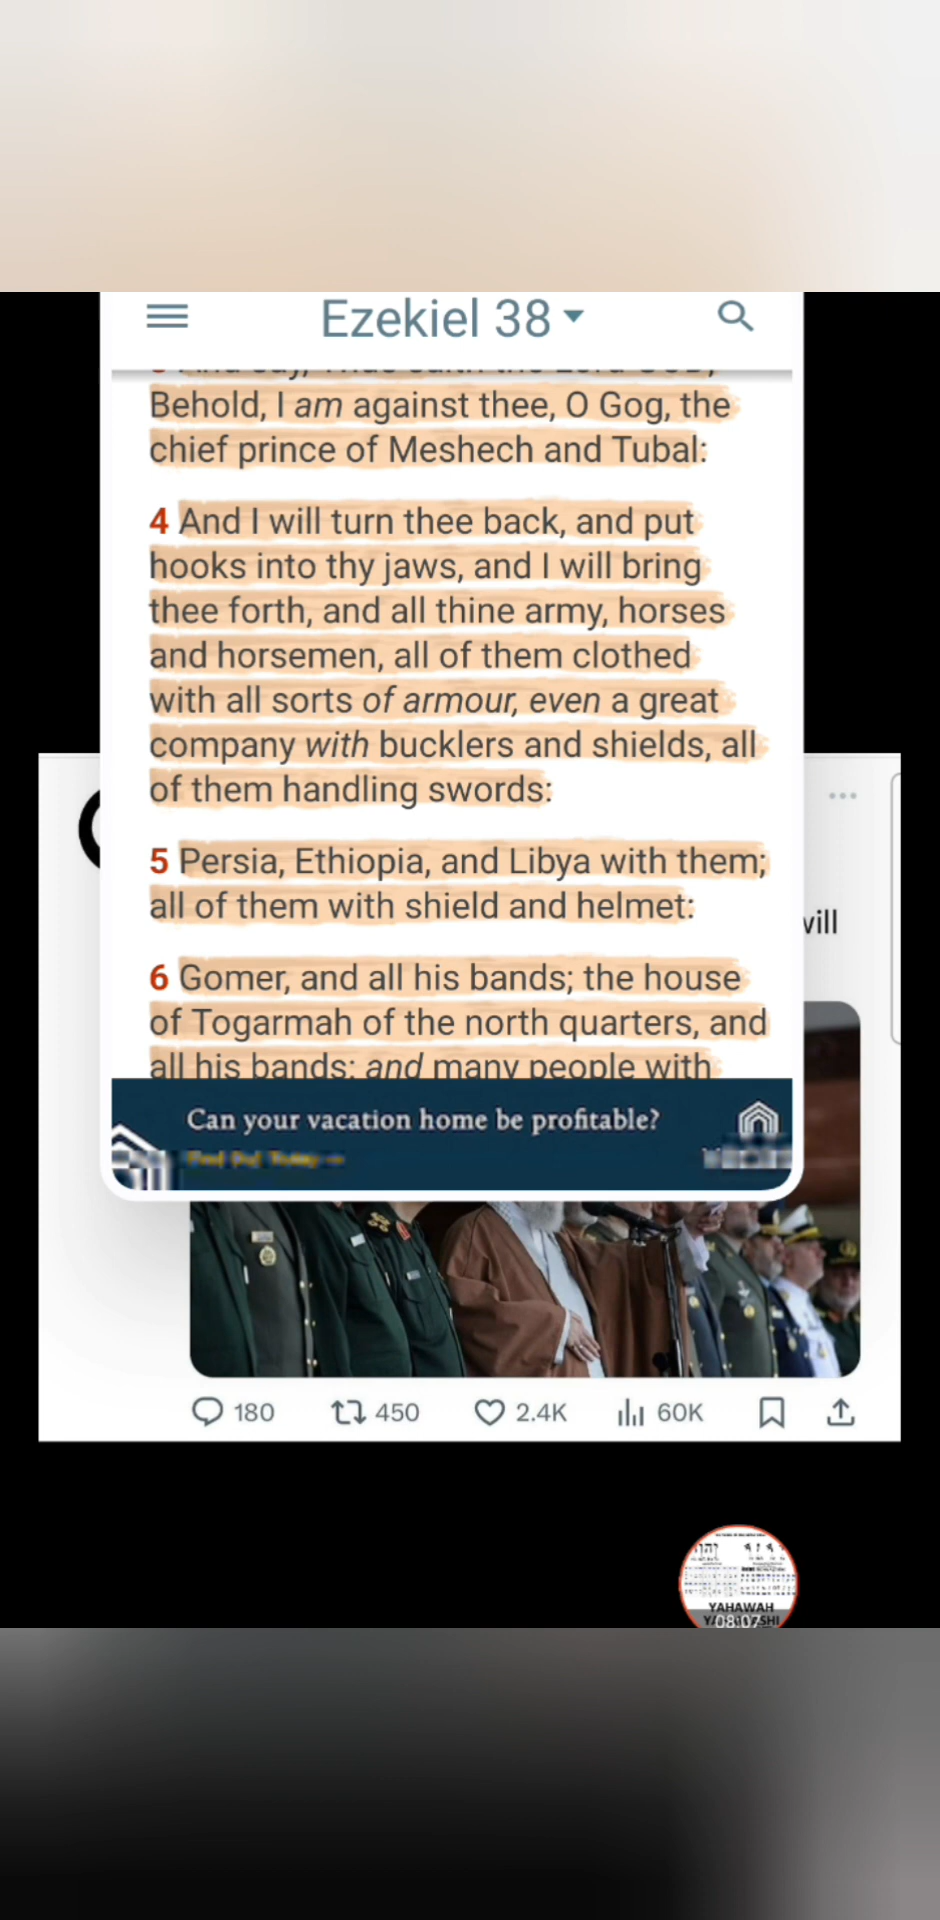 Ezekiel 38
Behold, I am against thee, O Gog, the
chief prince of Meshech and Tubal:
4 And I will turn thee back, and put
hooks into thy jaws, and I will bring
thee forth, and all thine army, horses
and horsemen, all of them clothed
with all sorts of armour, even a great
company with bucklers and shields, all
of them handling swords:
5 Persia, Ethiopia, and Libya with them;
all of them with shield and helmet:
6 Gomer, and all his bands; the house
of Togarmah of the north quarters, and
all his bands: and many people with
Can your vacation home be profitable?
180 450 2.4K 60K
YAHAWAH
08:07